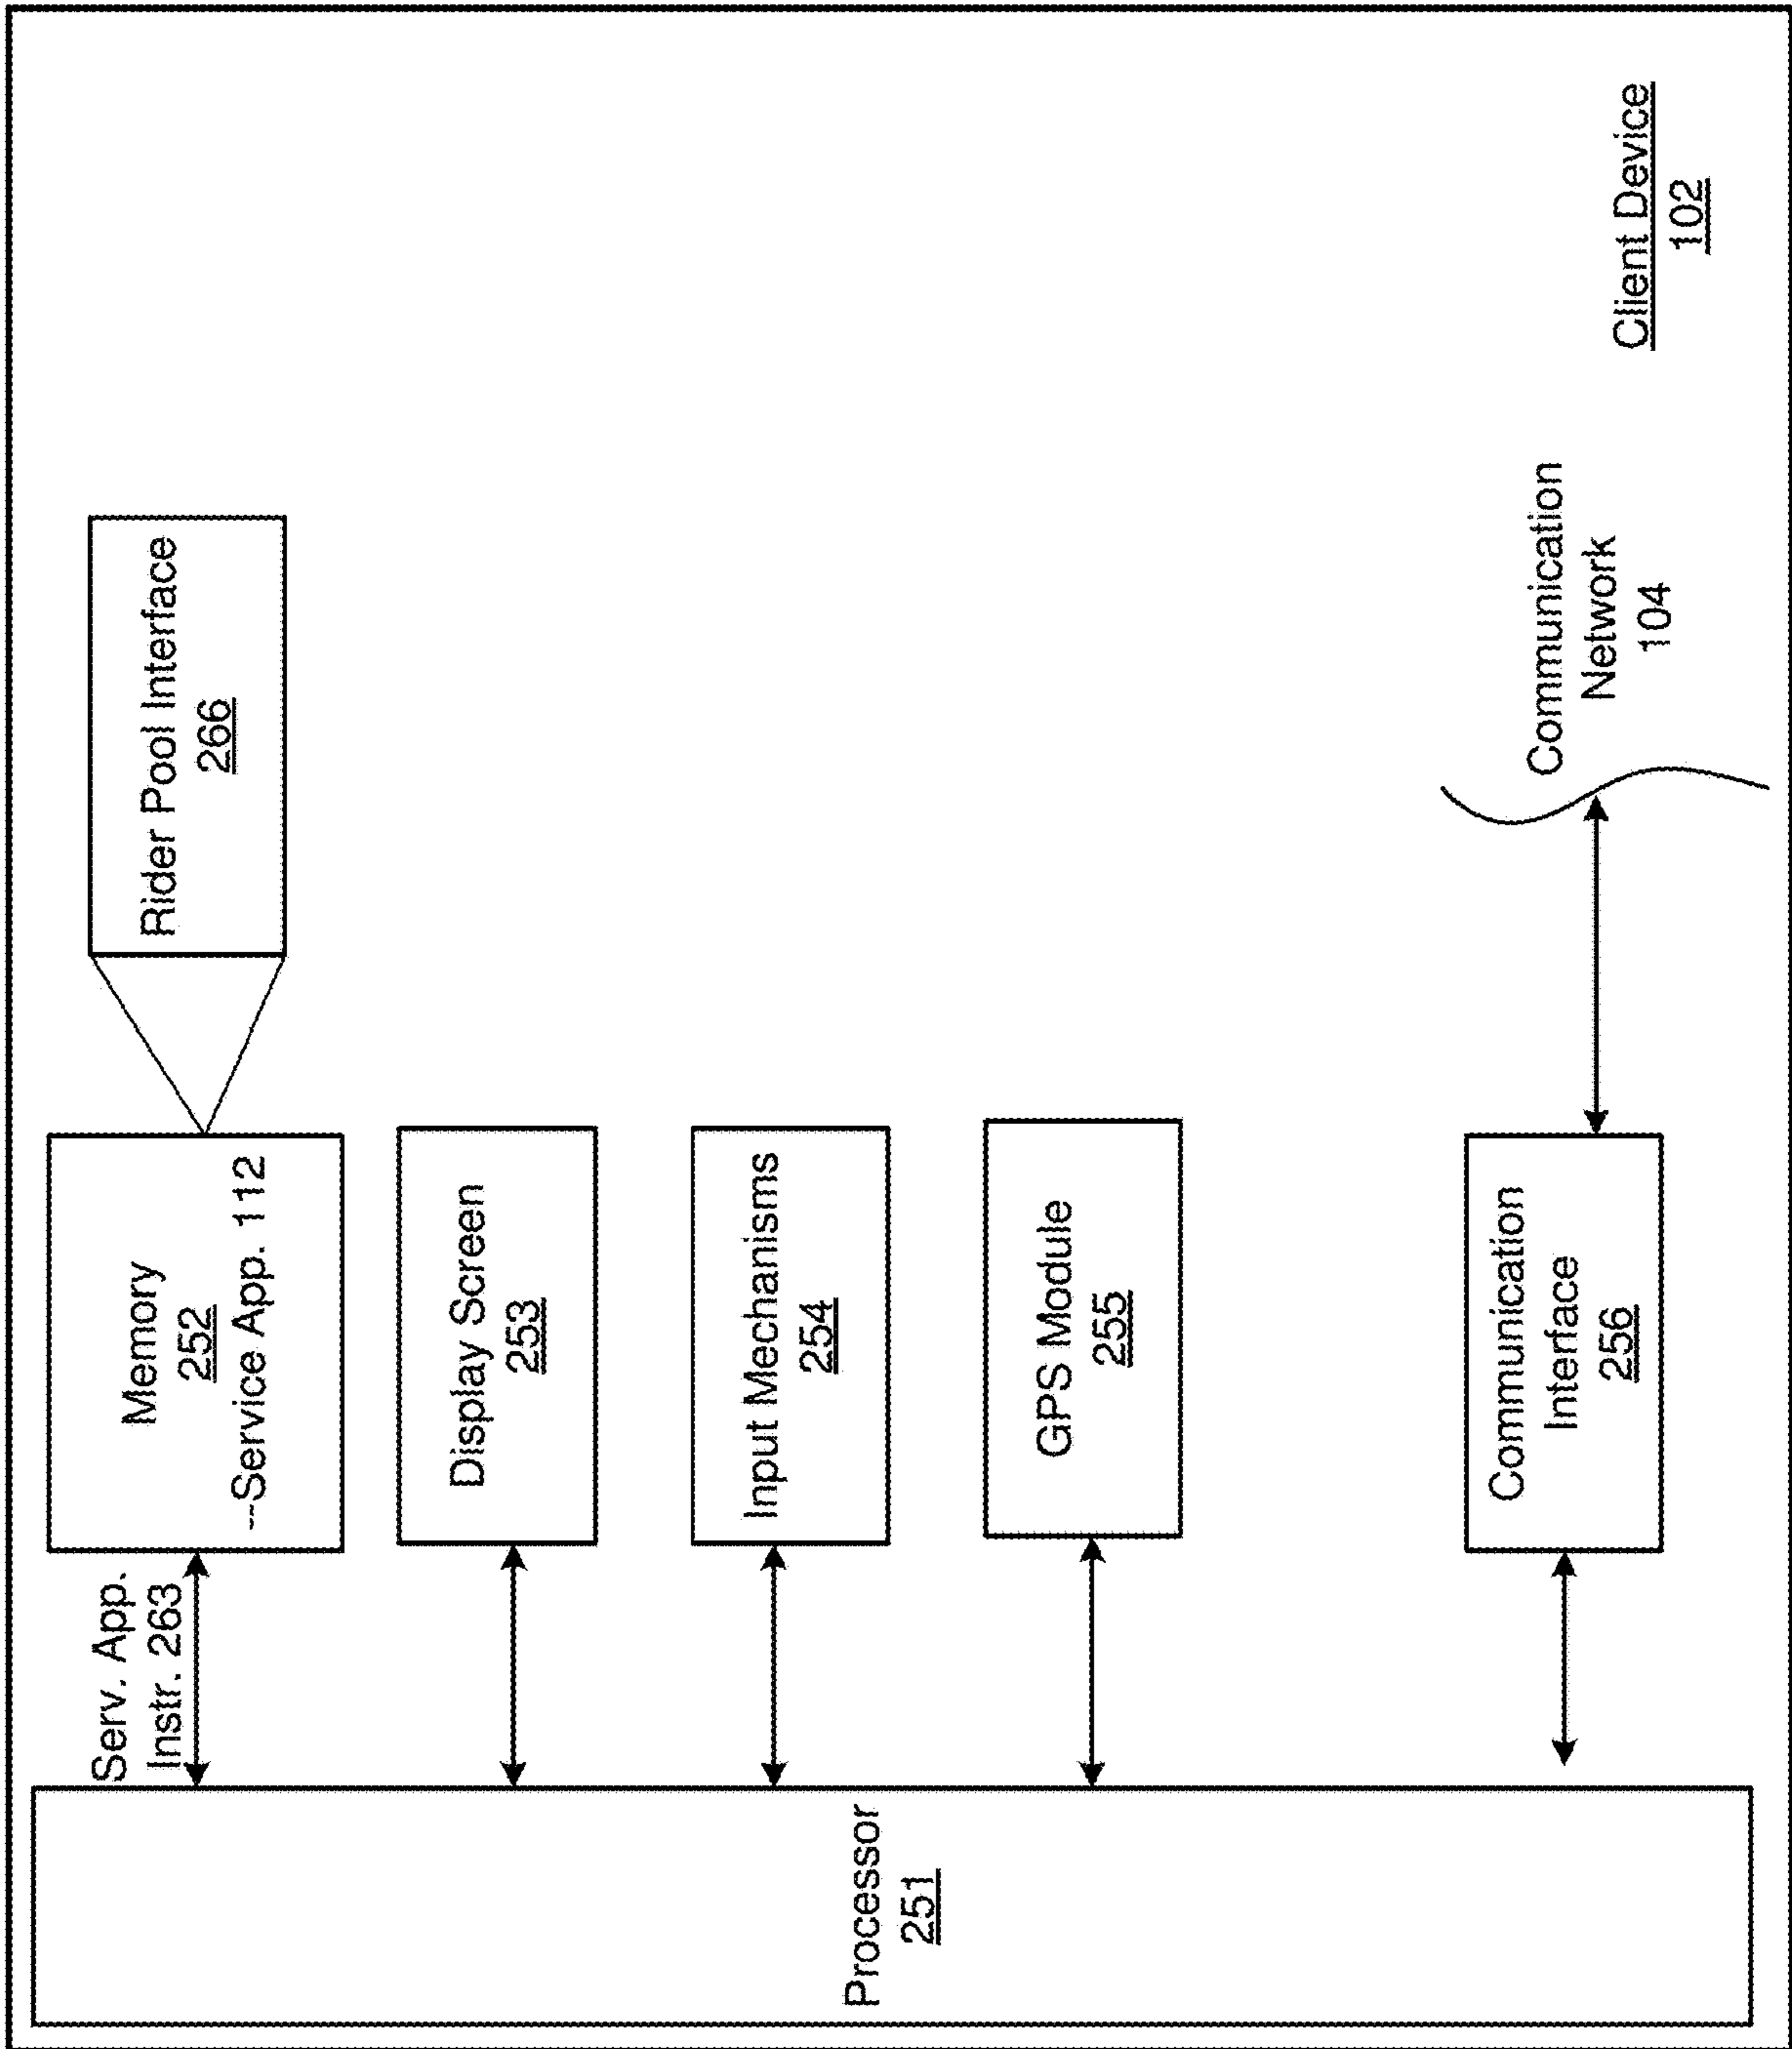 Processor
251
Serv. App.
Instr. 263
Memory
252
--Service App. 112
Rider Pool Interface
266
Display Screen
253
Input Mechanisms
254
GPS Module
255
Communication
Interface
256
Communication
Network
104
Client Device
102